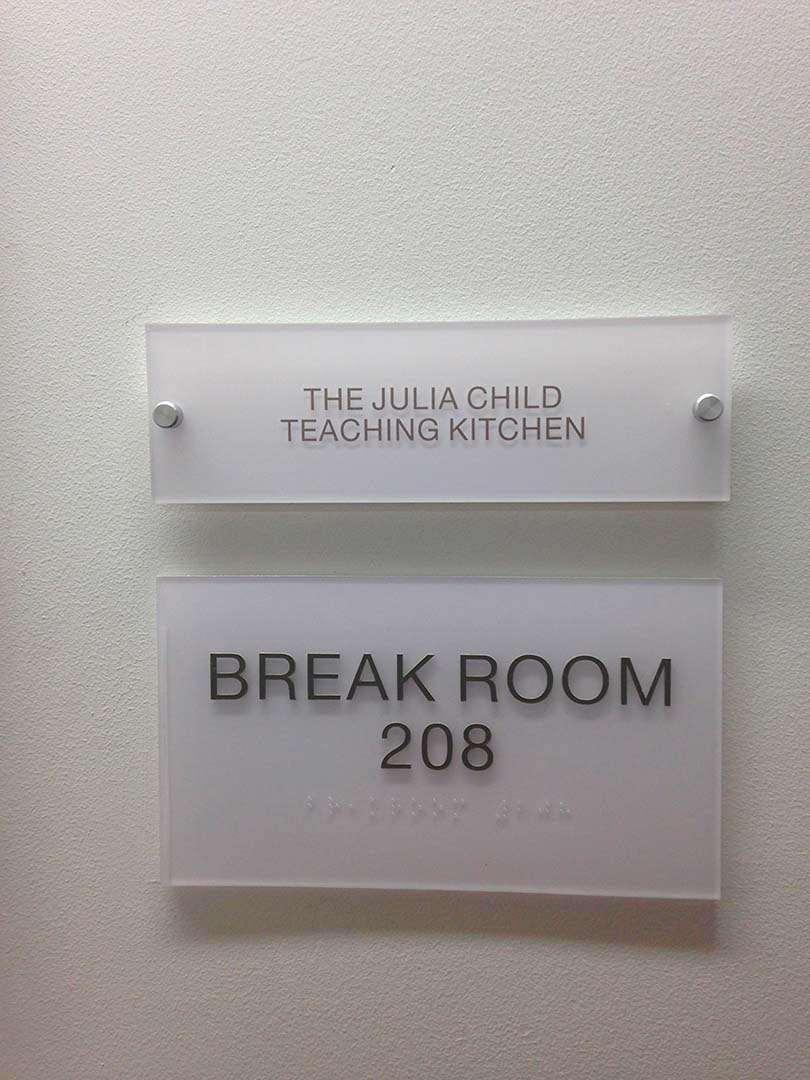 THE JULIA CHILD
TEACHING KITCHEN
BREAK ROOM
208